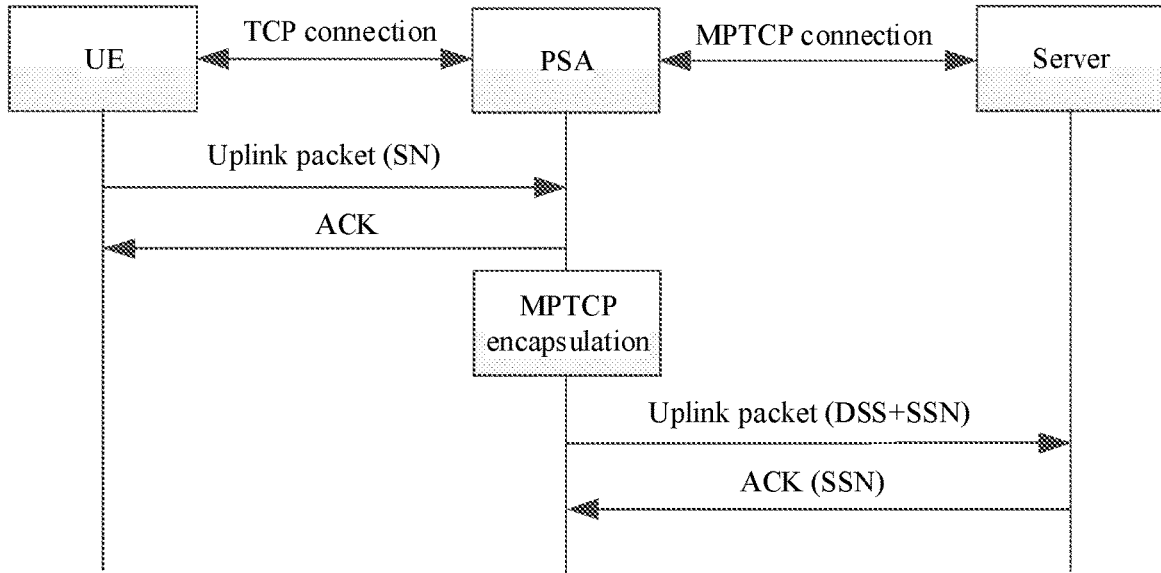 TCP connection
MPTCP connection
UE
PSA
Server
Uplink packet (SN)
ACK
MPTCP
encapsulation
Uplink packet (DSS+SSN)
ACK (SSN)